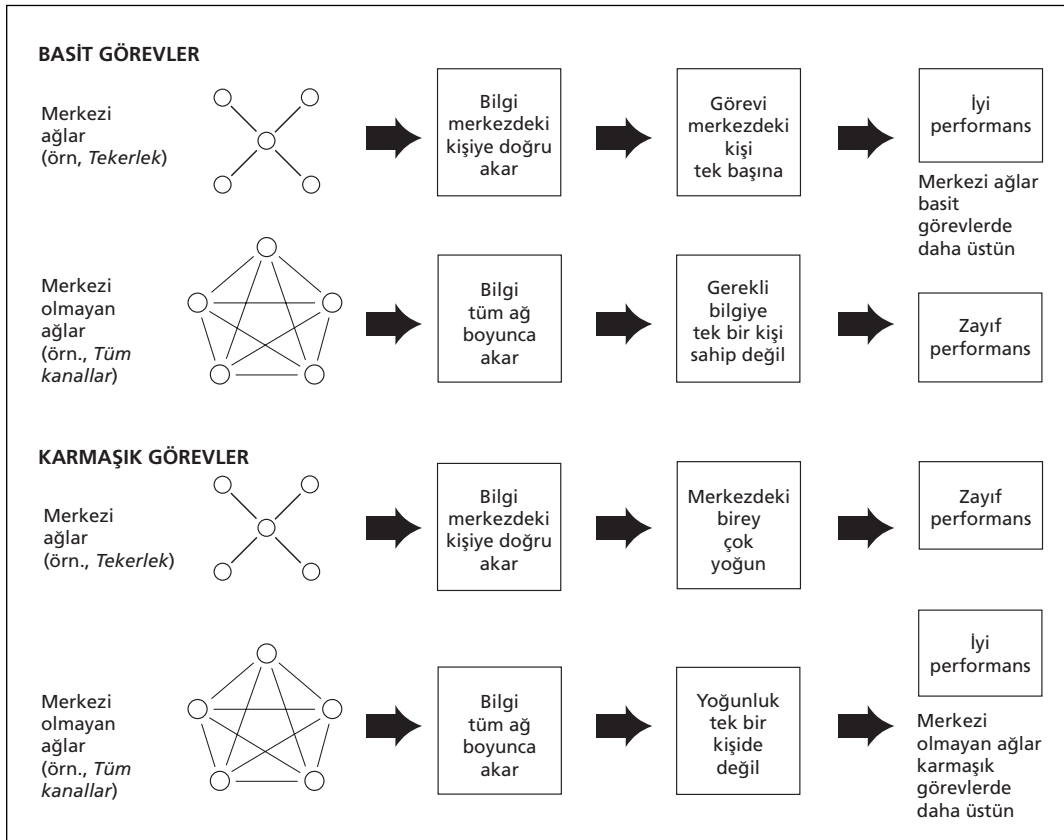 BASİT GÖREVLER
Merkezi
ağlar
(örn, Tekerlek)
Bilgi
merkezdeki
kişiye doğru
akar
Görevi
merkezdeki
kişi
tek başına
İyi
performans
Merkezi ağlar
basit
görevlerde
daha üstün
Merkezi
olmayan
ağlar
(örn., Tüm
kanallar)
Bilgi
tüm ağ
boyunca
akar
Gerekli
bilgiye
tek bir kişi
sahip değil
Zayıf
performans
KARMAŞIK GÖREVLER
Merkezi
ağlar
(örn., Tekerlek)
Bilgi
merkezdeki
kişiye doğru
akar
Merkezdeki
birey
çok
yoğun
Zayıf
performans
Merkezi
olmayan
ağlar
(örn., Tüm
kanallar)
Bilgi
tüm ağ
boyunca
akar
Yoğunluk
tek bir
kişide
değil
İyi
performans
Merkezi
olmayan ağlar
karmaşık
görevlerde
daha üstün